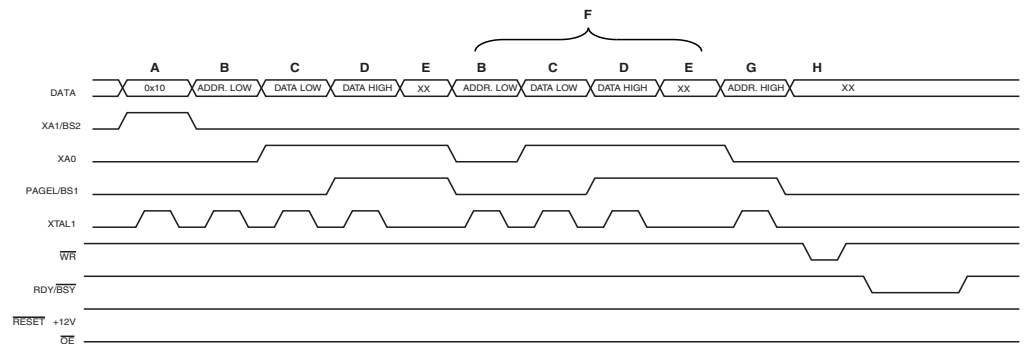 F
A B C D E B C D E G H
DATA 0x10 ADDR. LOW DATA LOW DATA HIGH XX ADDR. LOW DATA LOW DATA HIGH XX ADDR. HIGH XX
XA1/BS2
XA0
PAGEL/BS1
XTAL1
WR
RDY/BSY
RESET +12V
OE